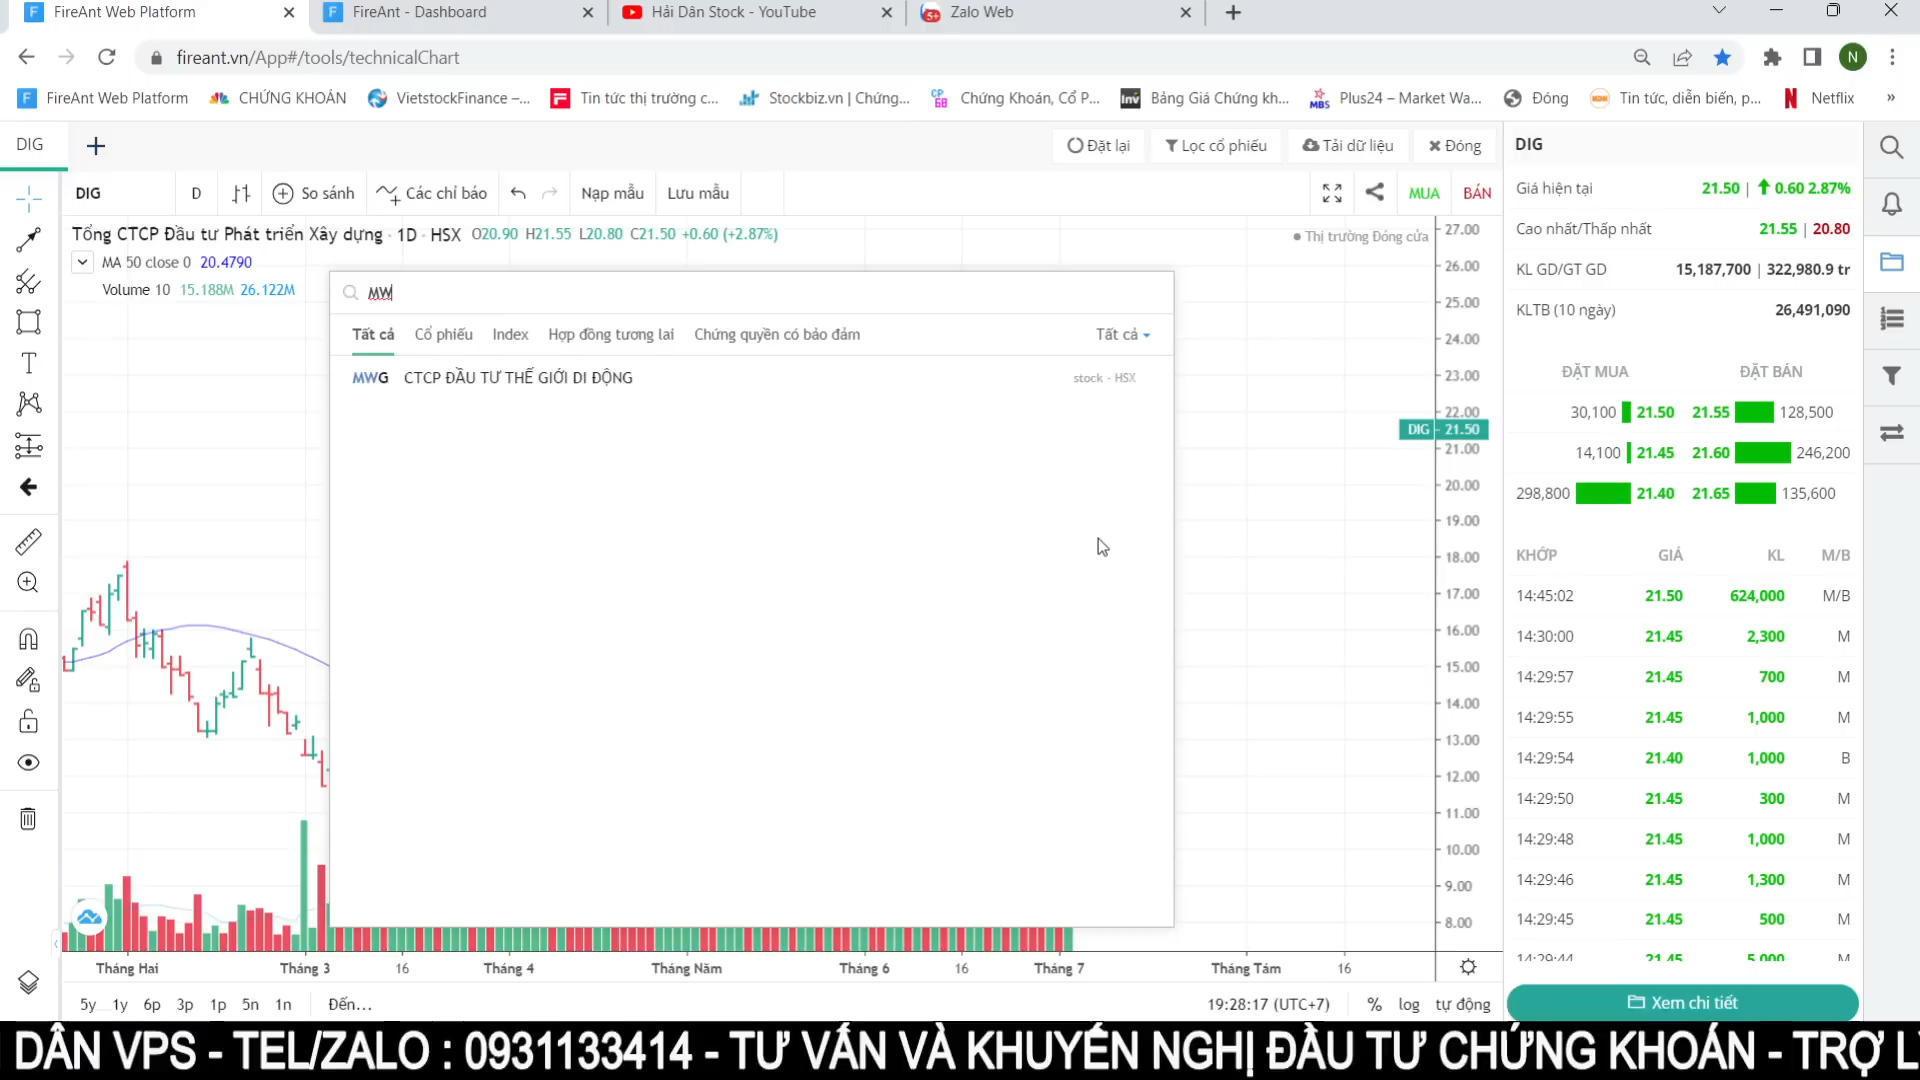 FireAnt Web Platform
FireAnt - Dashboard
Hải Dân Stock - YouTube
5+
Zalo Web
fireant.vn/App#/tools/technicalChart
N
FireAnt Web Platform
CHỨNG KHOÁN
VietstockFinance –...
Tin tức thị trường c...
Stockbiz.vn | Chứng...
Chứng Khoán, Cổ P...
Inv Bảng Giá Chứng kh...
MBS Plus24 – Market Wa...
Đóng
Tin tức, diễn biến, p...
Netflix
»
DIG
Đặt lại
Lọc cổ phiếu
Tải dữ liệu
Đóng
DIG
D
So sánh
Các chỉ báo
Nạp mẫu
Lưu mẫu
MUA
BÁN
Tổng CTCP Đầu tư Phát triển Xây dựng · 1D · HSX O20.90 H21.55 L20.80 C21.50 +0.60 (+2.87%)
Thị trường Đóng cửa
MA 50 close 0 20.4790
Volume 10 15.188M 26.122M
MW
Tất cả Cổ phiếu Index Hợp đồng tương lai Chứng quyền có bảo đảm Tất cả
MWG CTCP ĐẦU TƯ THẾ GIỚI DI ĐỘNG stock - HSX
27.00
26.00
25.00
24.00
23.00
22.00
DIG 21.50
21.00
20.00
19.00
18.00
17.00
16.00
15.00
14.00
13.00
12.00
11.00
10.00
9.00
8.00
Tháng Hai Tháng 3 16 Tháng 4 Tháng Năm Tháng 6 16 Tháng 7 Tháng Tám 16
5y 1y 6p 3p 1p 5n 1n Đến... 19:28:17 (UTC+7) % log tự động
DIG
Giá hiện tại 21.50 | 0.60 2.87%
Cao nhất/Thấp nhất 21.55 | 20.80
KL GD/GT GD 15,187,700 | 322,980.9 tr
KLTB (10 ngày) 26,491,090
ĐẶT MUA ĐẶT BÁN
30,100 21.50 21.55 128,500
14,100 21.45 21.60 246,200
298,800 21.40 21.65 135,600
KHỚP GIÁ KL M/B
14:45:02 21.50 624,000 M/B
14:30:00 21.45 2,300 M
14:29:57 21.45 700 M
14:29:55 21.45 1,000 M
14:29:54 21.40 1,000 B
14:29:50 21.45 300 M
14:29:48 21.45 1,000 M
14:29:46 21.45 1,300 M
14:29:45 21.45 500 M
14:29:44 21.45 5,000 M
Xem chi tiết
DÂN VPS - TEL/ZALO : 0931133414 - TƯ VẤN VÀ KHUYẾN NGHỊ ĐẦU TƯ CHỨNG KHOÁN - TRỢ L